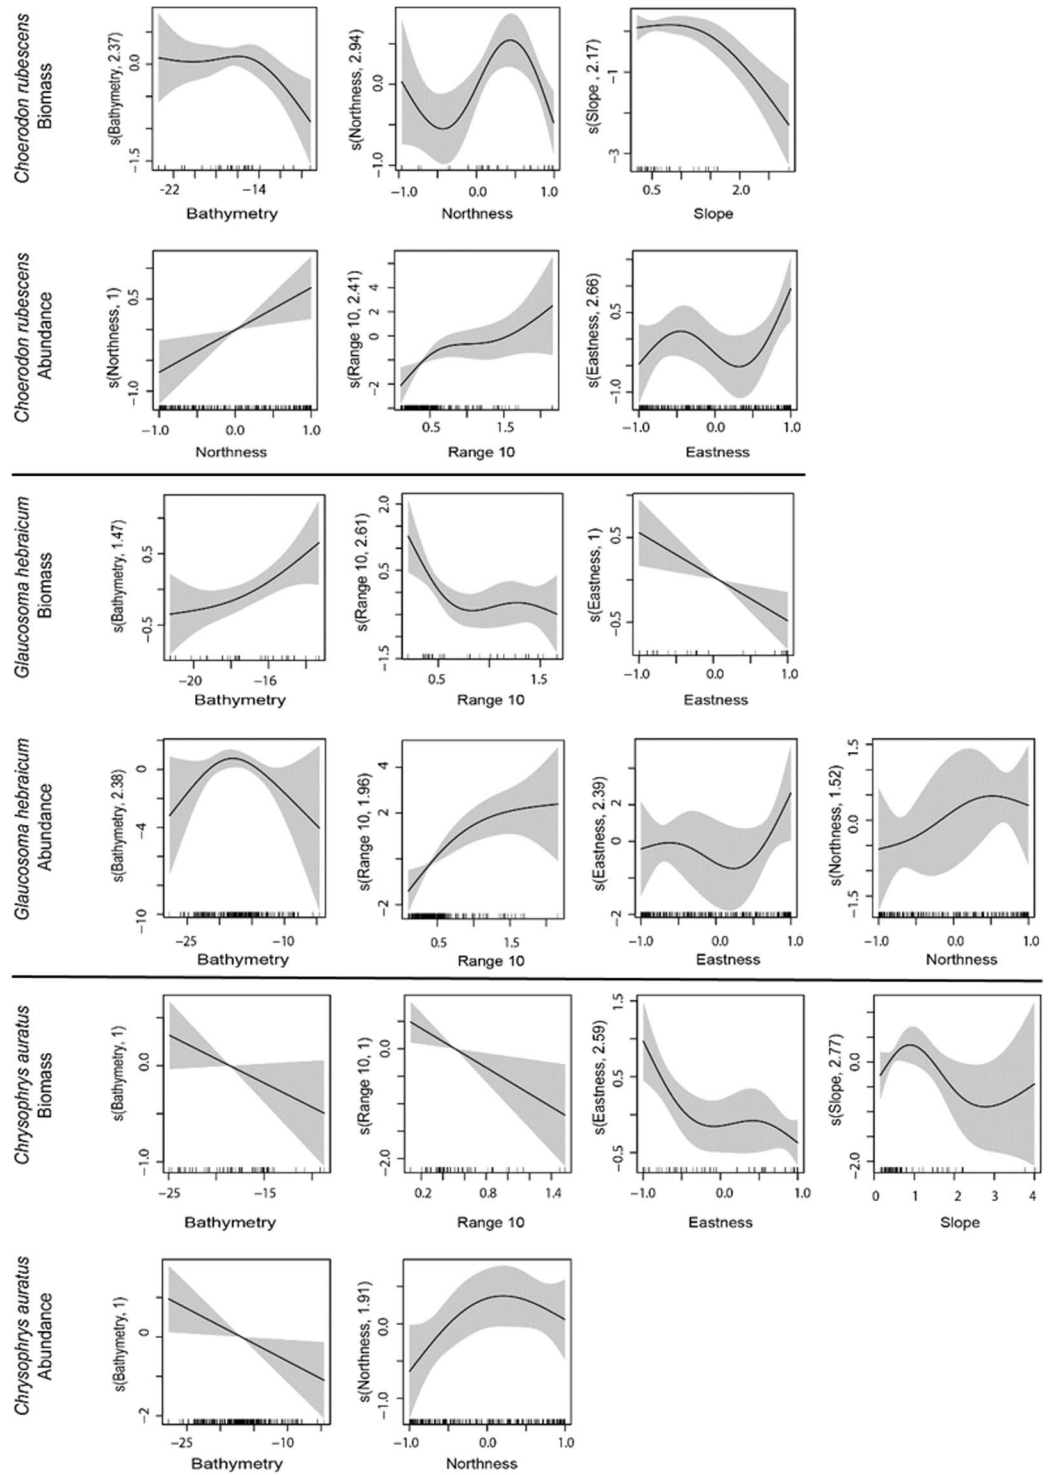 Choerodon rubescens
Biomass
s(Bathymetry, 2.37)
0.0
−1.5
-22
-14
Bathymetry
s(Northness, 2.94)
0.0
−1.0
−1.0
0.0
1.0
Northness
s(Slope , 2.17)
−1
−3
0.5
2.0
Slope
Choerodon rubescens
Abundance
s(Northness, 1)
0.5
−1.0
−1.0
0.0
1.0
Northness
s(Range 10, 2.41)
4
2
0
−2
0.5
1.5
Range 10
s(Eastness, 2.66)
0.5
−1.0
−1.0
0.0
1.0
Eastness
Glaucosoma hebraicum
Biomass
s(Bathymetry, 1.47)
0.5
−0.5
−20
−16
Bathymetry
s(Range 10, 2.61)
2.0
0.5
−1.5
0.5
1.5
Range 10
s(Eastness, 1)
0.5
−0.5
−1.0
0.0
1.0
Eastness
Glaucosoma hebraicum
Abundance
s(Bathymetry, 2.38)
0
−4
−10
−25
−10
Bathymetry
s(Range 10, 1.96)
4
2
−2
0.5
1.5
Range 10
s(Eastness, 2.39)
2
0
−2
−1.0
0.0
1.0
Eastness
s(Northness, 1.52)
1.5
0.0
−1.5
−1.0
0.0
1.0
Northness
Chrysophrys auratus
Biomass
s(Bathymetry, 1)
0.0
−1.0
−25
−15
Bathymetry
s(Range 10, 1)
0.0
−2.0
0.2
0.8
1.4
Range 10
s(Eastness, 2.59)
1.5
0.5
−0.5
−1.0
0.0
1.0
Eastness
s(Slope, 2.77)
0.0
−2.0
0
1
2
3
4
Slope
Chrysophrys auratus
Abundance
s(Bathymetry, 1)
0
−2
−25
−10
Bathymetry
s(Northness, 1.91)
0.0
−1.0
−1.0
0.0
1.0
Northness